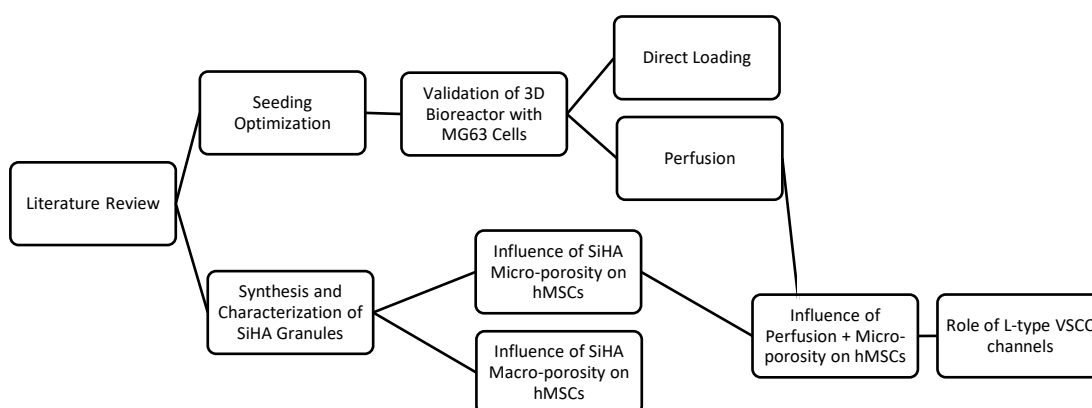 Literature Review
Seeding
Optimization
Validation of 3D
Bioreactor with
MG63 Cells
Direct Loading
Perfusion
Synthesis and
Characterization of
SiHA Granules
Influence of SiHA
Micro-porosity on
hMSCs
Influence of SiHA
Macro-porosity on
hMSCs
Influence of
Perfusion + Micro-
porosity on hMSCs
Role of L-type VSCC
channels